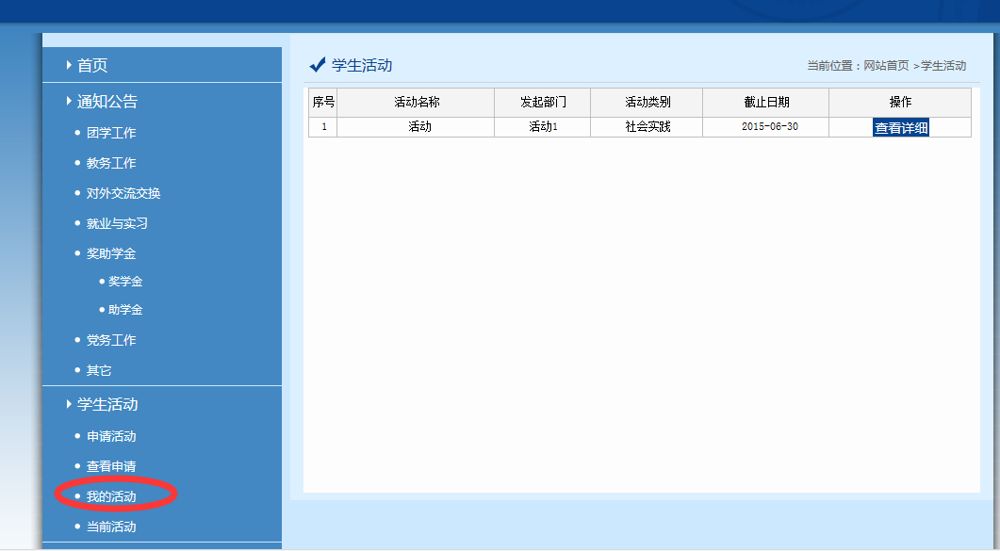 首页
通知公告
团学工作
教务工作
对外交流交换
就业与实习
奖助学金
奖学金
助学金
党务工作
其它
学生活动
申请活动
查看申请
我的活动
当前活动
学生活动
当前位置：网站首页 >学生活动
序号 活动名称 发起部门 活动类别 截止日期 操作
1 活动 活动1 社会实践 2015-06-30 查看详细